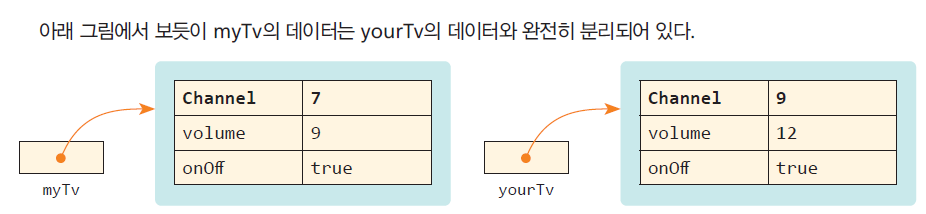 아래 그림에서 보듯이 myTv의 데이터는 yourTv의 데이터와 완전히 분리되어 있다.
Channel 7
volume 9
onOff true
myTv
Channel 9
volume 12
onOff true
yourTv